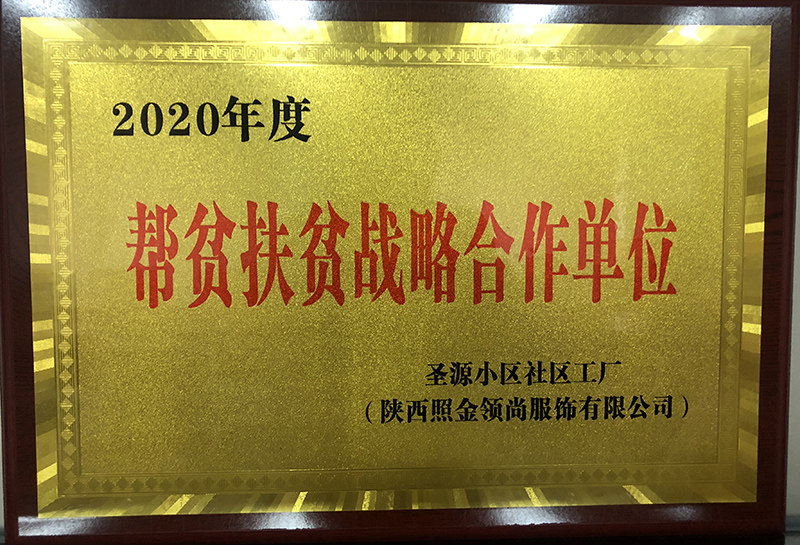 2020年度
帮贫扶贫战略合作单位
圣源小区社区工厂
（陕西照金领尚服饰有限公司）